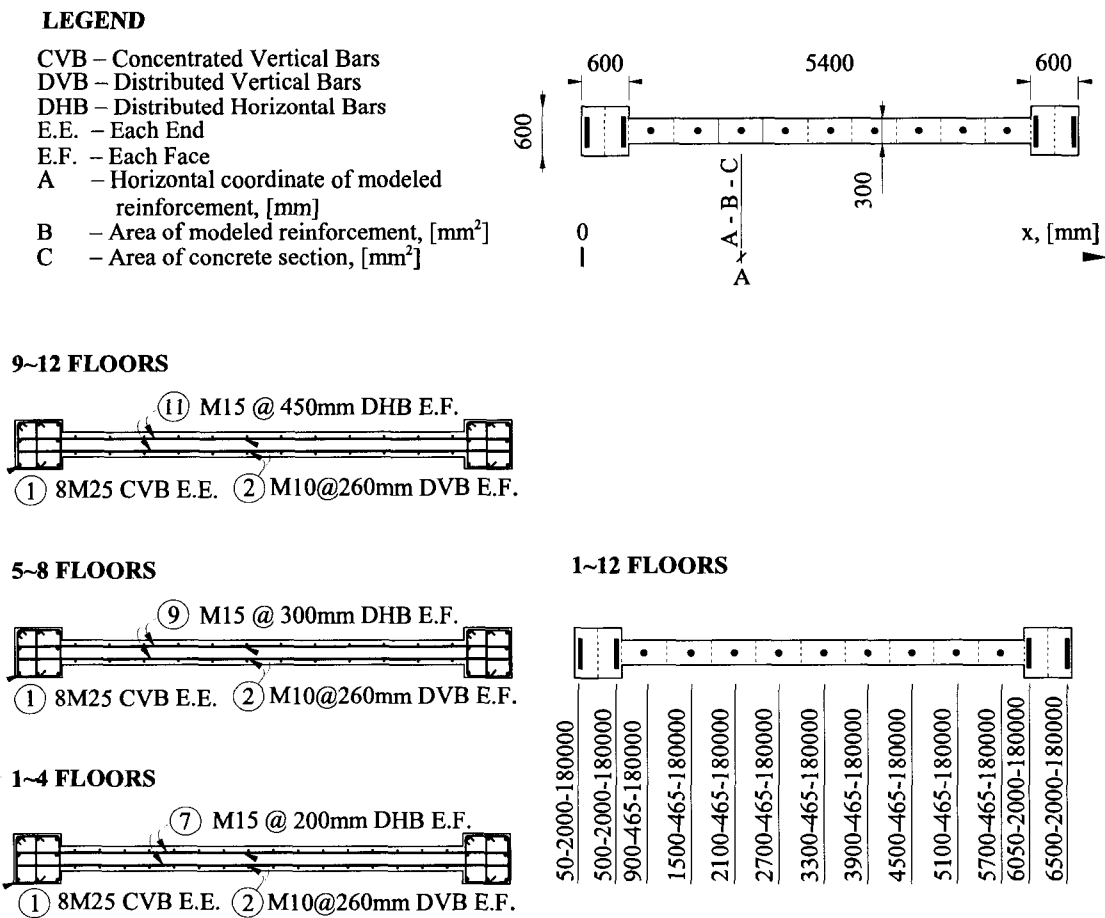 LEGEND
CVB – Concentrated Vertical Bars
DVB – Distributed Vertical Bars
DHB – Distributed Horizontal Bars
E.E. – Each End
E.F. – Each Face
A – Horizontal coordinate of modeled
reinforcement, [mm]
B – Area of modeled reinforcement, [mm²]
C – Area of concrete section, [mm²]
600
5400
600
600
300
A - B - C
0
x, [mm]
A
9~12 FLOORS
11 M15 @ 450mm DHB E.F.
1 8M25 CVB E.E. 2 M10@260mm DVB E.F.
5~8 FLOORS
9 M15 @ 300mm DHB E.F.
1 8M25 CVB E.E. 2 M10@260mm DVB E.F.
1~4 FLOORS
7 M15 @ 200mm DHB E.F.
1 8M25 CVB E.E. 2 M10@260mm DVB E.F.
1~12 FLOORS
50-2000-180000
500-2000-180000
900-465-180000
1500-465-180000
2100-465-180000
2700-465-180000
3300-465-180000
3900-465-180000
4500-465-180000
5100-465-180000
5700-465-180000
6050-2000-180000
6500-2000-180000